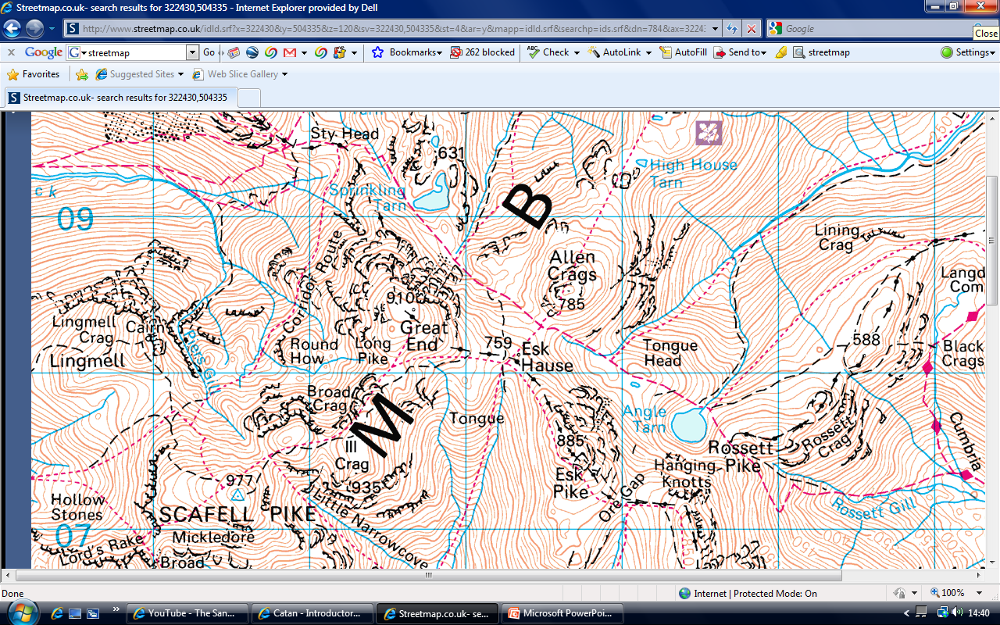 Streetmap.co.uk- search results for 322430,504335 - Internet Explorer provided by Dell
http://www.streetmap.co.uk/idld.srf?x=322430&y=504335&z=120&sv=322430,504335&st=4&ar=y&mapp=idld.srf&searchp=ids.srf&dn=784&ax=3224
Google
Close
x Google G streetmap Go Bookmarks 262 blocked ABC Check AutoLink AutoFill Send to streetmap Settings
Favorites Suggested Sites Web Slice Gallery
S Streetmap.co.uk- search results for 322430,504335
Tarn
Sty Head
631
High House
Tarn
Sprinkling
Tarn
ck
09
B
Corridor Route
Lining
Crag
Allen
Crags
785
Langd
Com
910
Great
End
Lingmell
Crag
Cairn
Lingmell
Piers Gill
Round
How
Long
Pike
759
Esk
Hause
Tongue
Head
588
Black
Crags
Broad
Crag
M
Tongue
Angle
Tarn
Ill
Crag
935
885
Esk
Pike
Rossett
Pike
Rossett
Crag
Cumbria
Hanging
Knotts
Ore Gap
977
SCAFELL PIKE
Hollow
Stones
Little Narrowcove
Rossett Gill
07
Mickledore
Lord's Rake
Broad
Done
Internet | Protected Mode: On
100%
YouTube - The San...
Catan - Introductor...
Streetmap.co.uk- se...
Microsoft PowerPoi...
14:40